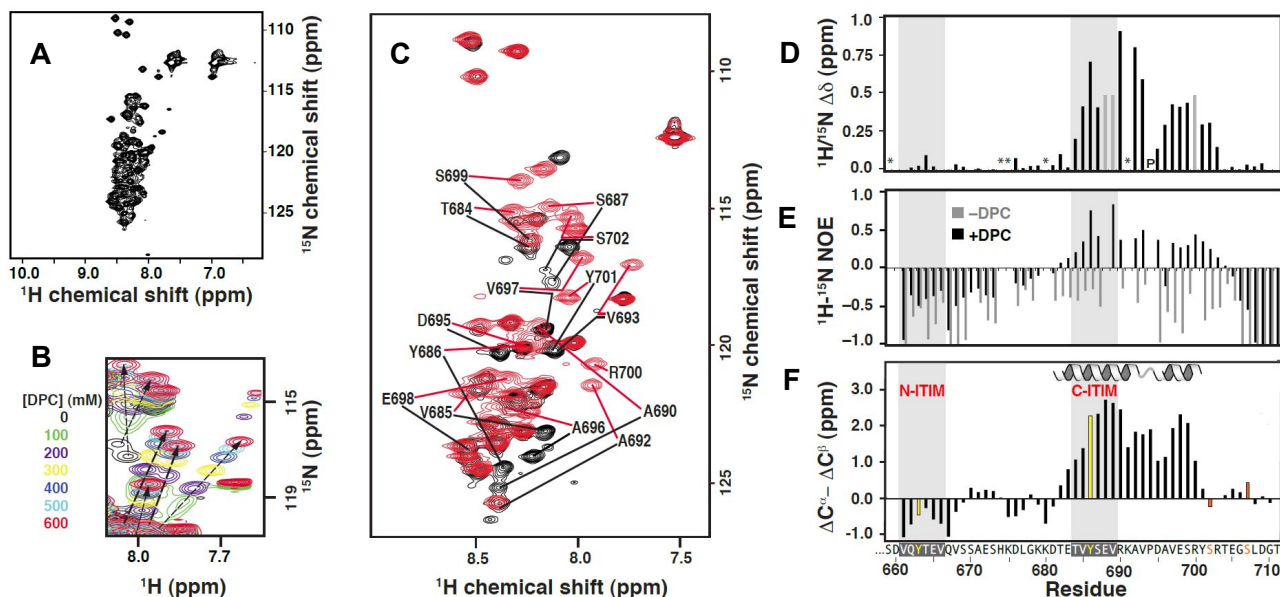 A
110
115
120
125
¹⁵N chemical shift (ppm)
10.0 9.0 8.0 7.0
¹H chemical shift (ppm)
B
[DPC] (mM)
0
100
200
300
400
500
600
115
119
¹⁵N (ppm)
8.0 7.7
¹H (ppm)
C
S699
T684
S687
S702
Y701
V697
V693
D695
Y686
R700
E698
V685
A690
A696
A692
110
115
120
125
¹⁵N chemical shift (ppm)
8.5 8.0 7.5
¹H chemical shift (ppm)
D
¹H/¹⁵N Δδ (ppm)
1.0
0.75
0.5
0.25
0.0
* ** * * P
E
¹H-¹⁵N NOE
1.0
0.5
0.0
−0.5
−1.0
−DPC
+DPC
F
ΔCᵅ− ΔCᵝ
3.0
2.0
1.0
0.0
-1.0
N-ITIM
C-ITIM
...SDVQYTEVQVSSAESHKDLGKKDTETVYSEVRKAVPDAVESRYSRTEGSLDGT
660 670 680 690 700 710
Residue